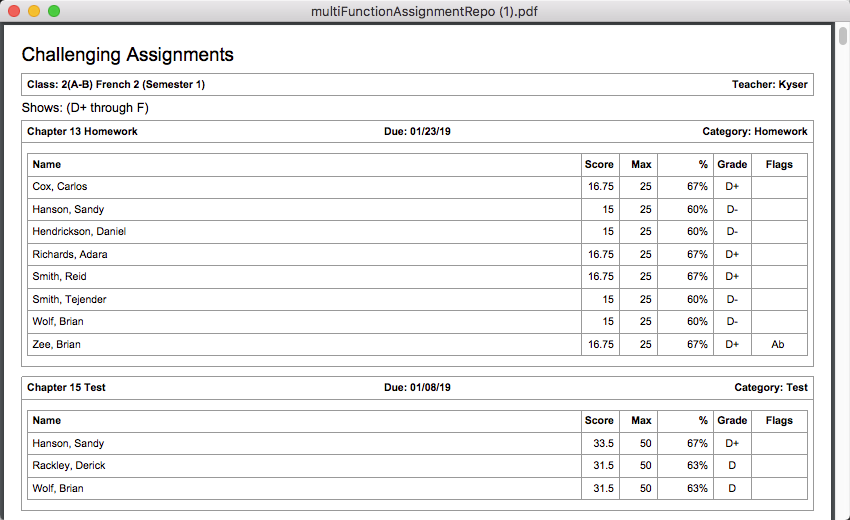 multiFunctionAssignmentRepo (1).pdf
Challenging Assignments
Class: 2(A-B) French 2 (Semester 1) Teacher: Kyser
Shows: (D+ through F)
Chapter 13 Homework Due: 01/23/19 Category: Homework
Name Score Max % Grade Flags
Cox, Carlos 16.75 25 67% D+
Hanson, Sandy 15 25 60% D-
Hendrickson, Daniel 15 25 60% D-
Richards, Adara 16.75 25 67% D+
Smith, Reid 16.75 25 67% D+
Smith, Tejender 15 25 60% D-
Wolf, Brian 15 25 60% D-
Zee, Brian 16.75 25 67% D+ Ab
Chapter 15 Test Due: 01/08/19 Category: Test
Name Score Max % Grade Flags
Hanson, Sandy 33.5 50 67% D+
Rackley, Derick 31.5 50 63% D
Wolf, Brian 31.5 50 63% D